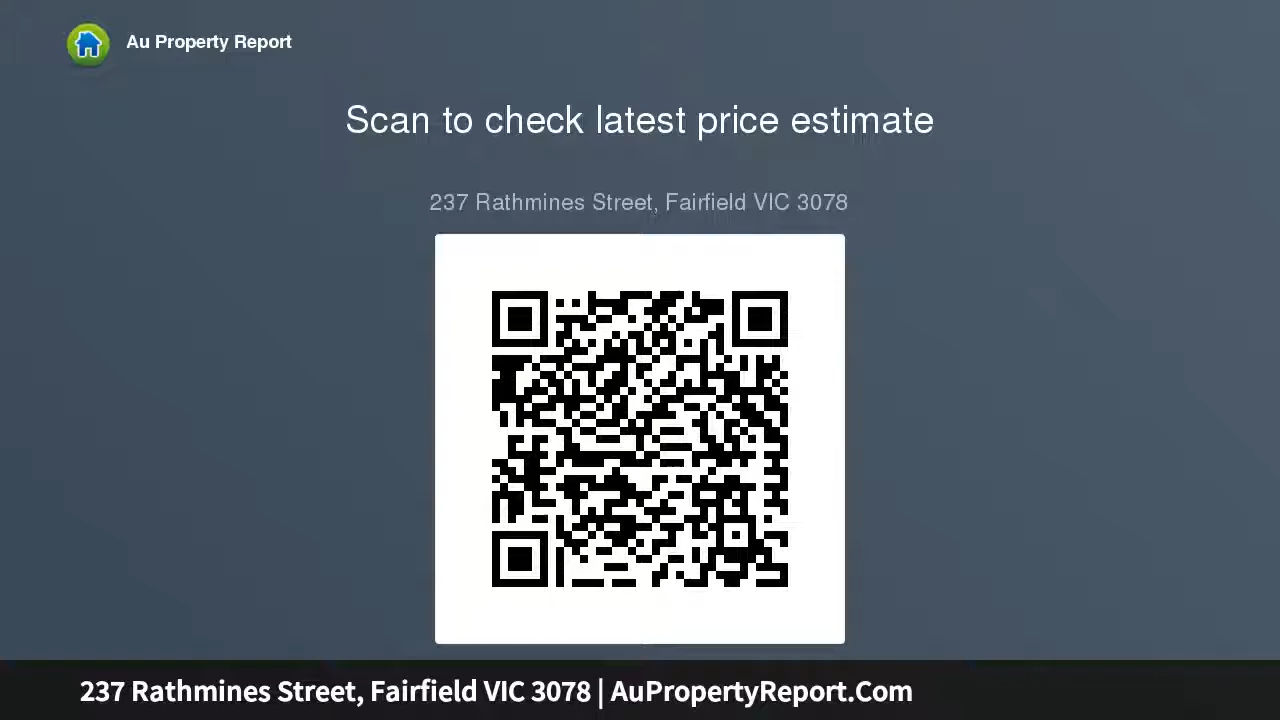 Au Property Report
Scan to check latest price estimate
237 Rathmines Street, Fairfield VIC 3078
237 Rathmines Street, Fairfield VIC 3078 | AuPropertyReport.Com